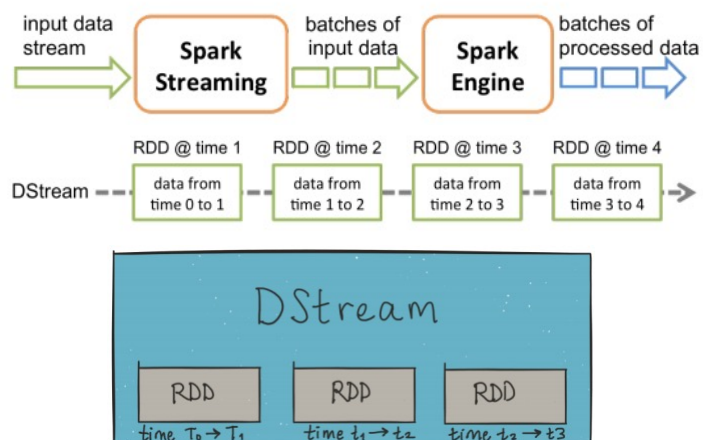 input data
stream
Spark
Streaming
batches of
input data
Spark
Engine
batches of
processed data
RDD @ time 1
RDD @ time 2
RDD @ time 3
RDD @ time 4
DStream
data from
time 0 to 1
data from
time 1 to 2
data from
time 2 to 3
data from
time 3 to 4
DStream
RDD
RDD
RDD
time T0 → T1
time t1 → t2
time t2 → t3